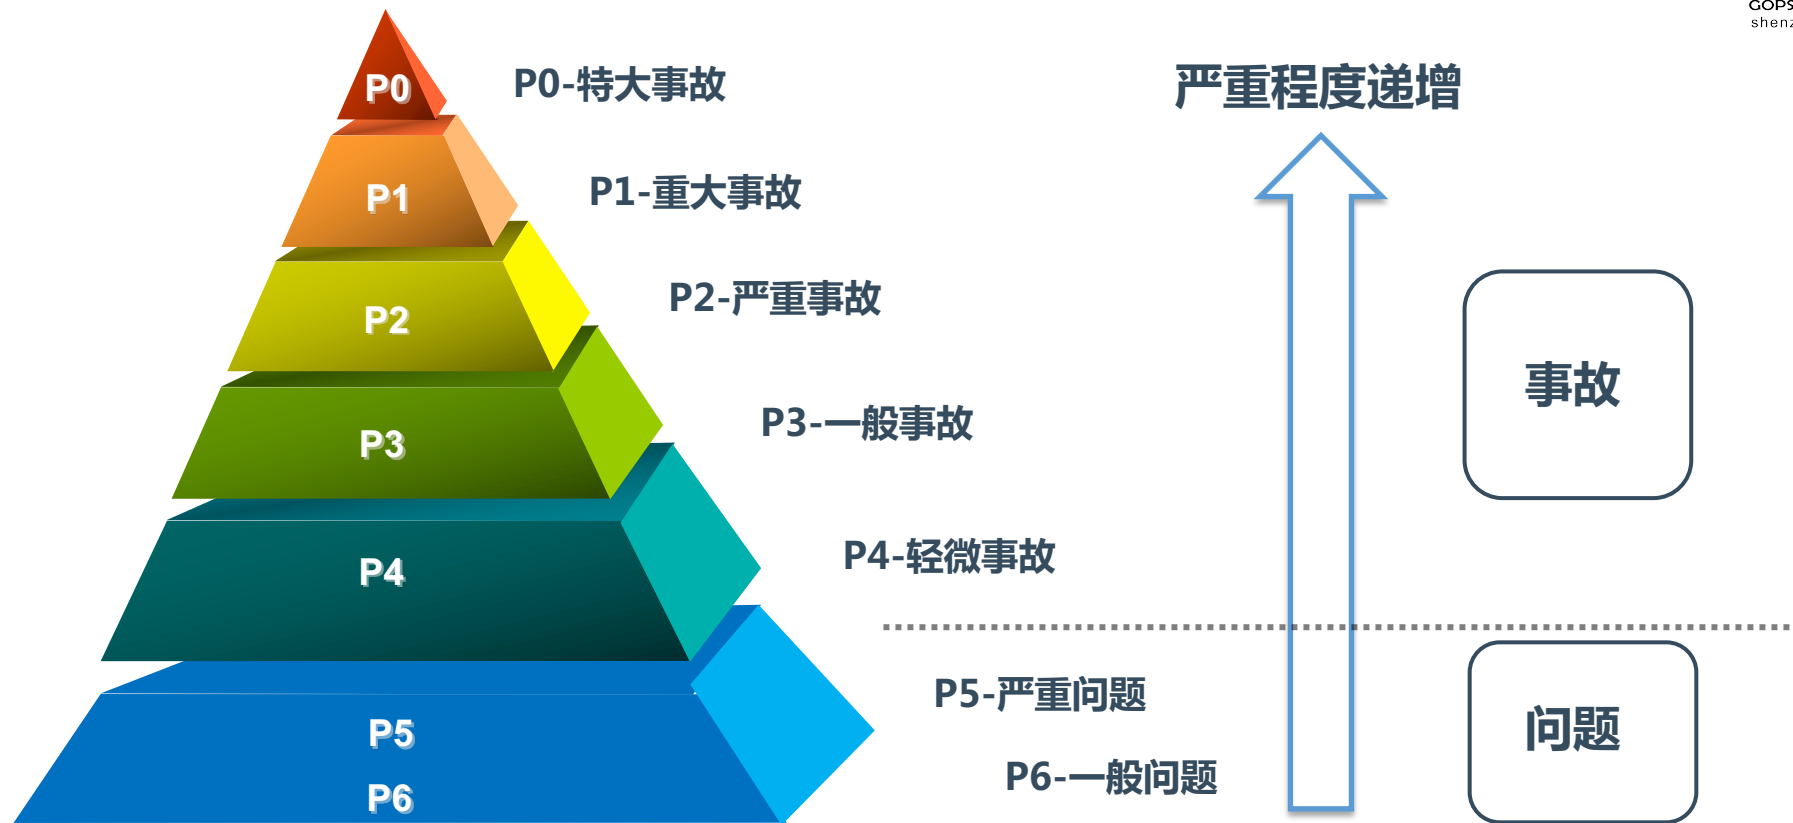 GOPS
shenz
P0
P0-特大事故
严重程度递增
P1
P1-重大事故
P2
P2-严重事故
事故
P3
P3-一般事故
P4
P4-轻微事故
P5
P5-严重问题
问题
P6
P6-一般问题